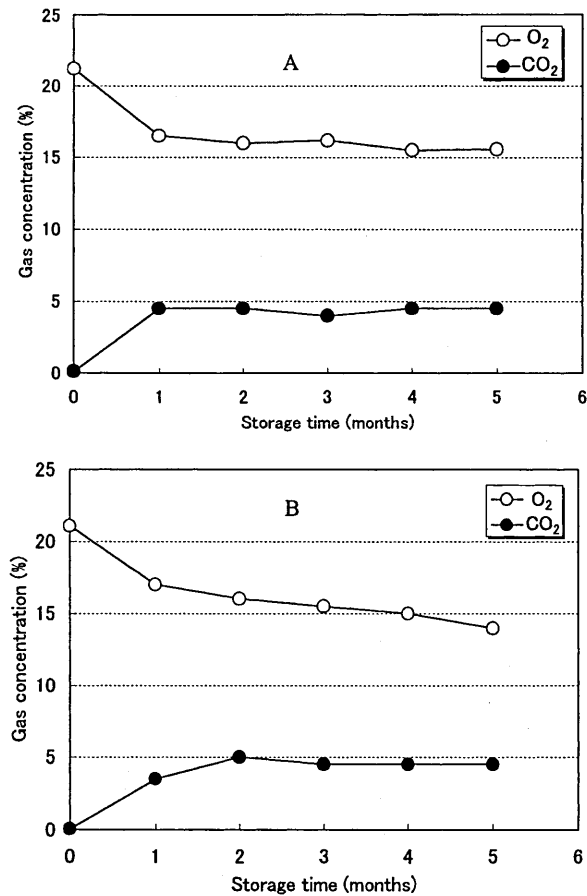 25
20
15
10
5
0
Gas concentration (%)
A
O₂
CO₂
0 1 2 3 4 5 6
Storage time (months)
25
20
15
10
5
0
Gas concentration (%)
B
O₂
CO₂
0 1 2 3 4 5 6
Storage time (months)